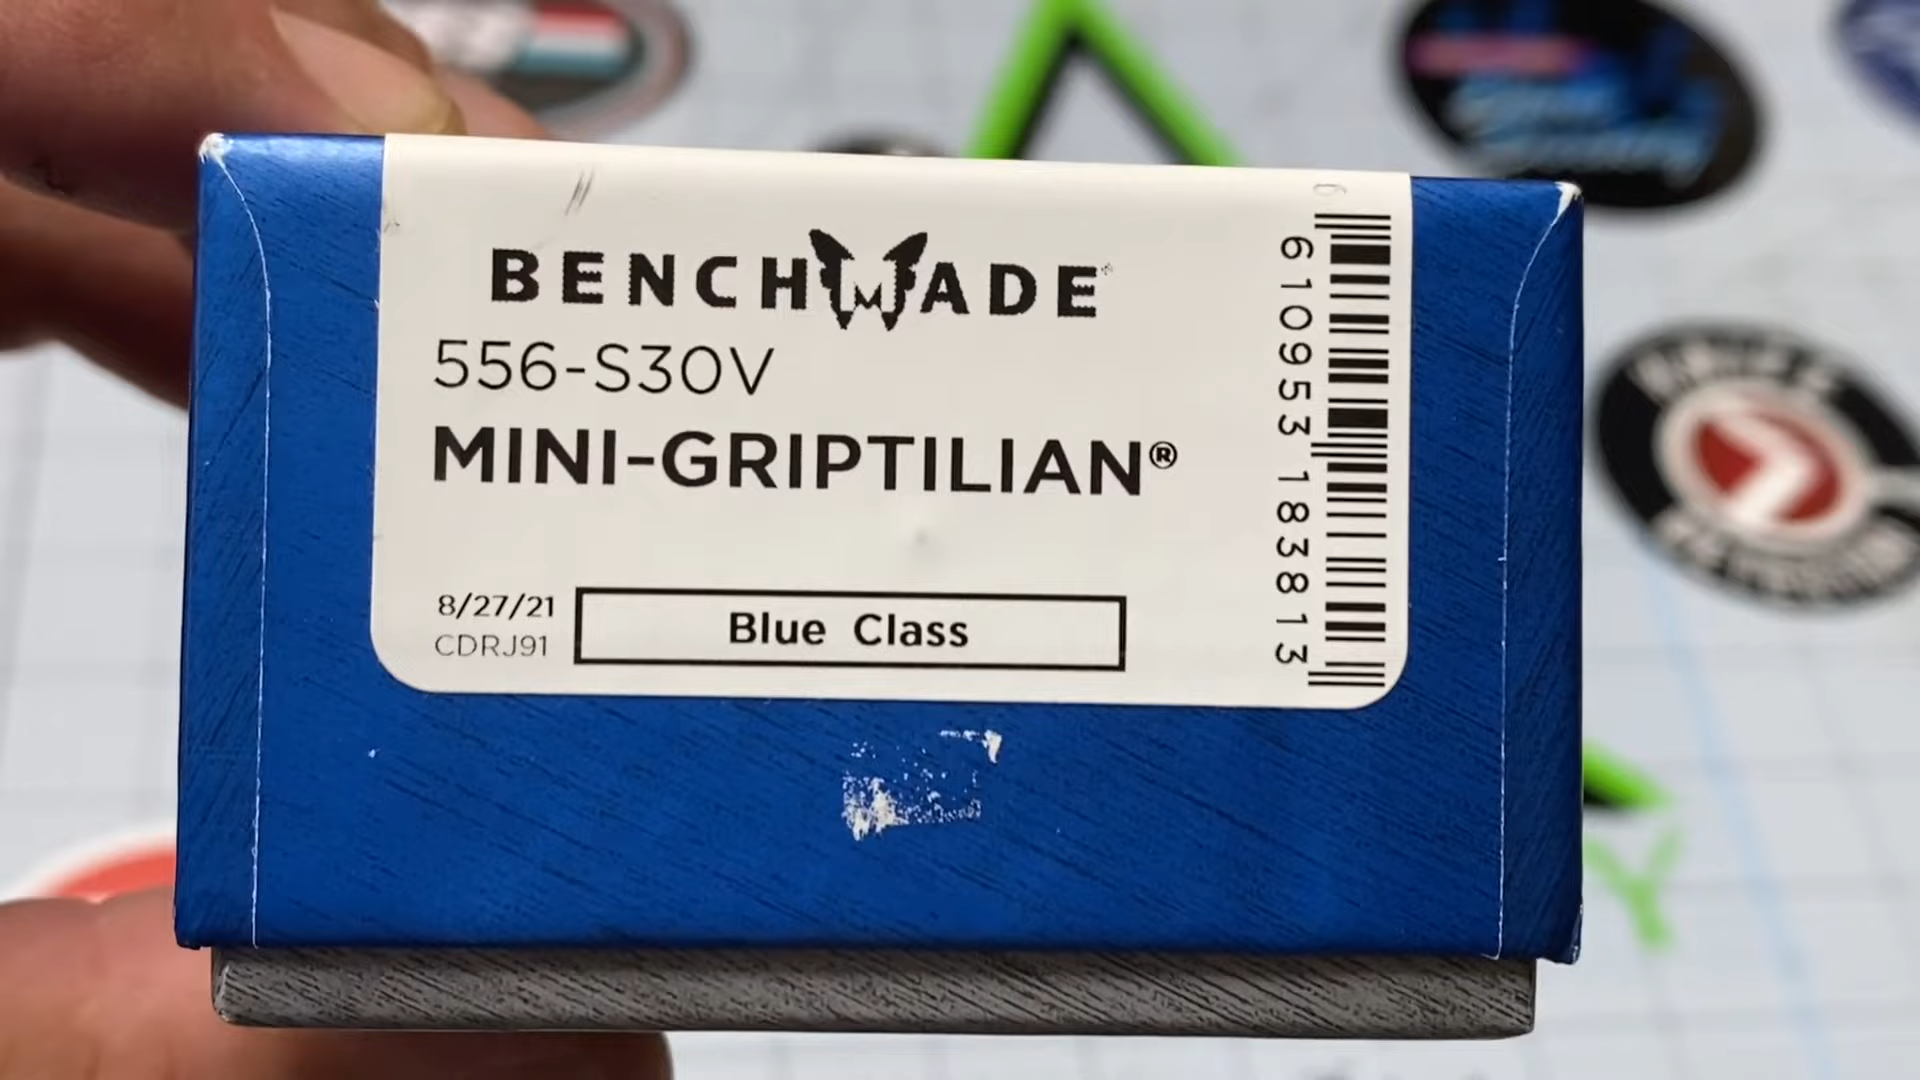 BENCHMADE
556-S30V
MINI-GRIPTILIAN®
8/27/21
CDRJ91
Blue Class
6 10953 18381 3